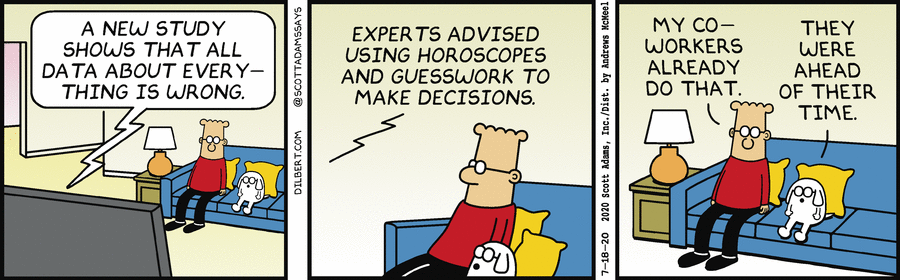 A NEW STUDY
SHOWS THAT ALL
DATA ABOUT EVERY–
THING IS WRONG.
DILBERT.COM @SCOTTADAMSSAYS
EXPERTS ADVISED
USING HOROSCOPES
AND GUESSWORK TO
MAKE DECISIONS.
7-18-20 2020 Scott Adams, Inc./Dist. by Andrews McMeel
MY CO–
WORKERS
ALREADY
DO THAT.
THEY
WERE
AHEAD
OF THEIR
TIME.